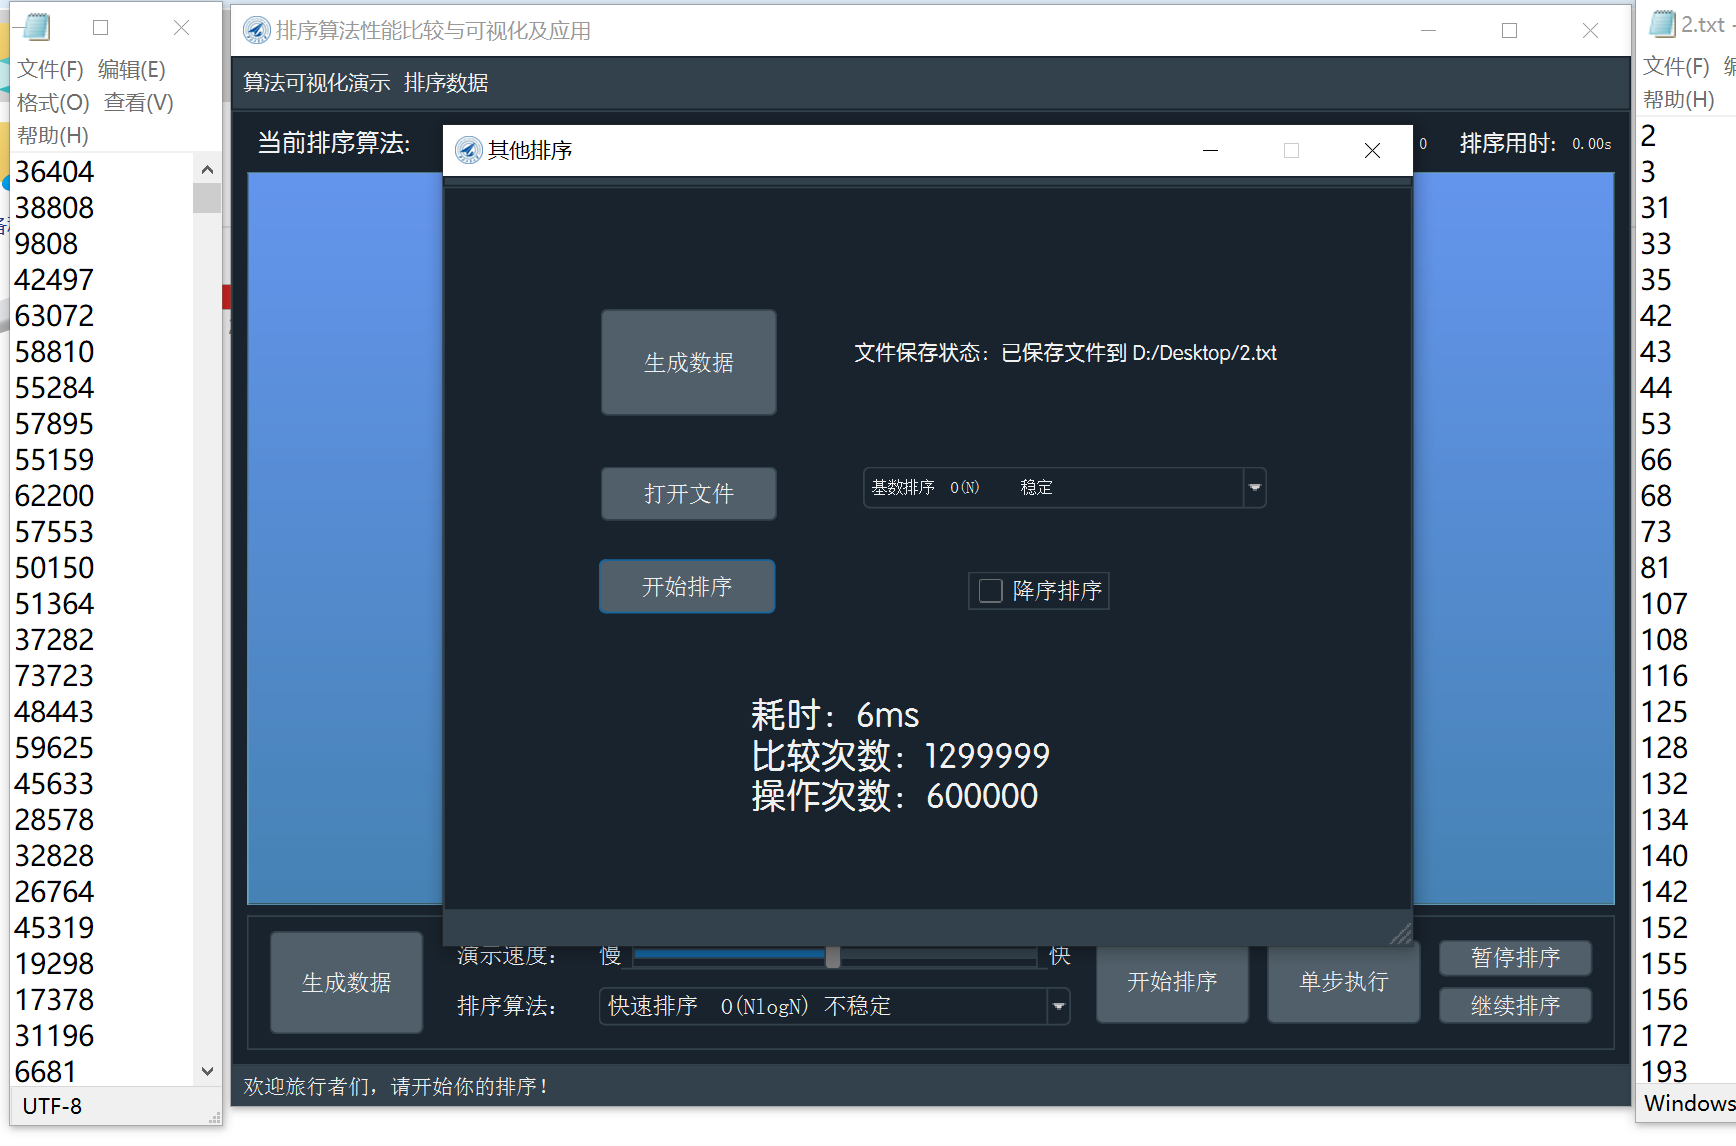 文件(F) 编辑(E)
格式(O) 查看(V)
帮助(H)
36404
38808
9808
42497
63072
58810
55284
57895
55159
62200
57553
50150
51364
37282
73723
48443
59625
45633
28578
32828
26764
45319
19298
17378
31196
6681
UTF-8
排序算法性能比较与可视化及应用
算法可视化演示 排序数据
当前排序算法:
0 排序用时: 0.00s
其他排序
生成数据
文件保存状态：已保存文件到 D:/Desktop/2.txt
打开文件
基数排序 O(N) 稳定
开始排序
降序排序
耗时：6ms
比较次数：1299999
操作次数：600000
生成数据
演示速度: 慢 快
排序算法: 快速排序 O(NlogN) 不稳定
开始排序
单步执行
暂停排序
继续排序
欢迎旅行者们，请开始你的排序！
2.txt -
文件(F)
帮助(H)
2
3
31
33
35
42
43
44
53
66
68
73
81
107
108
116
125
128
132
134
140
142
152
155
156
172
193
Windows